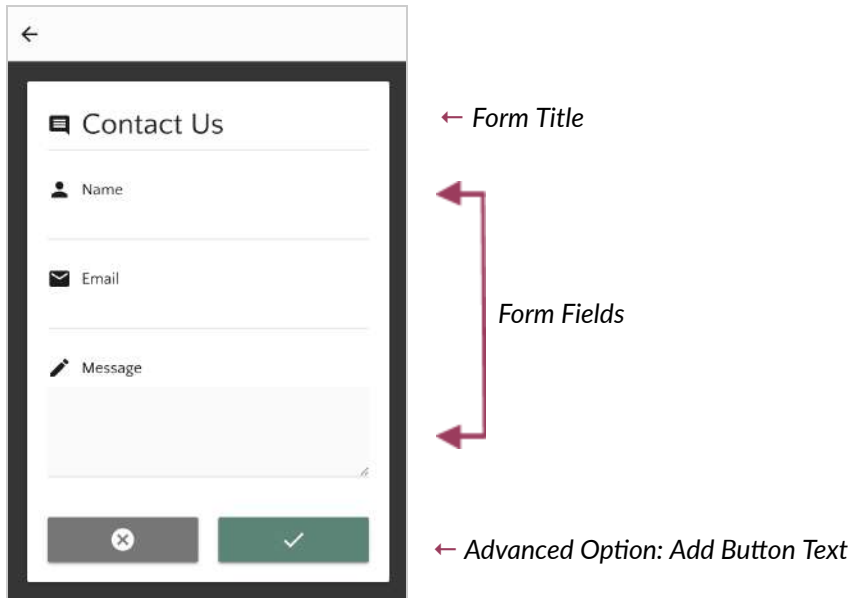 Contact Us
← Form Title
Name
Email
Form Fields
Message
← Advanced Option: Add Button Text